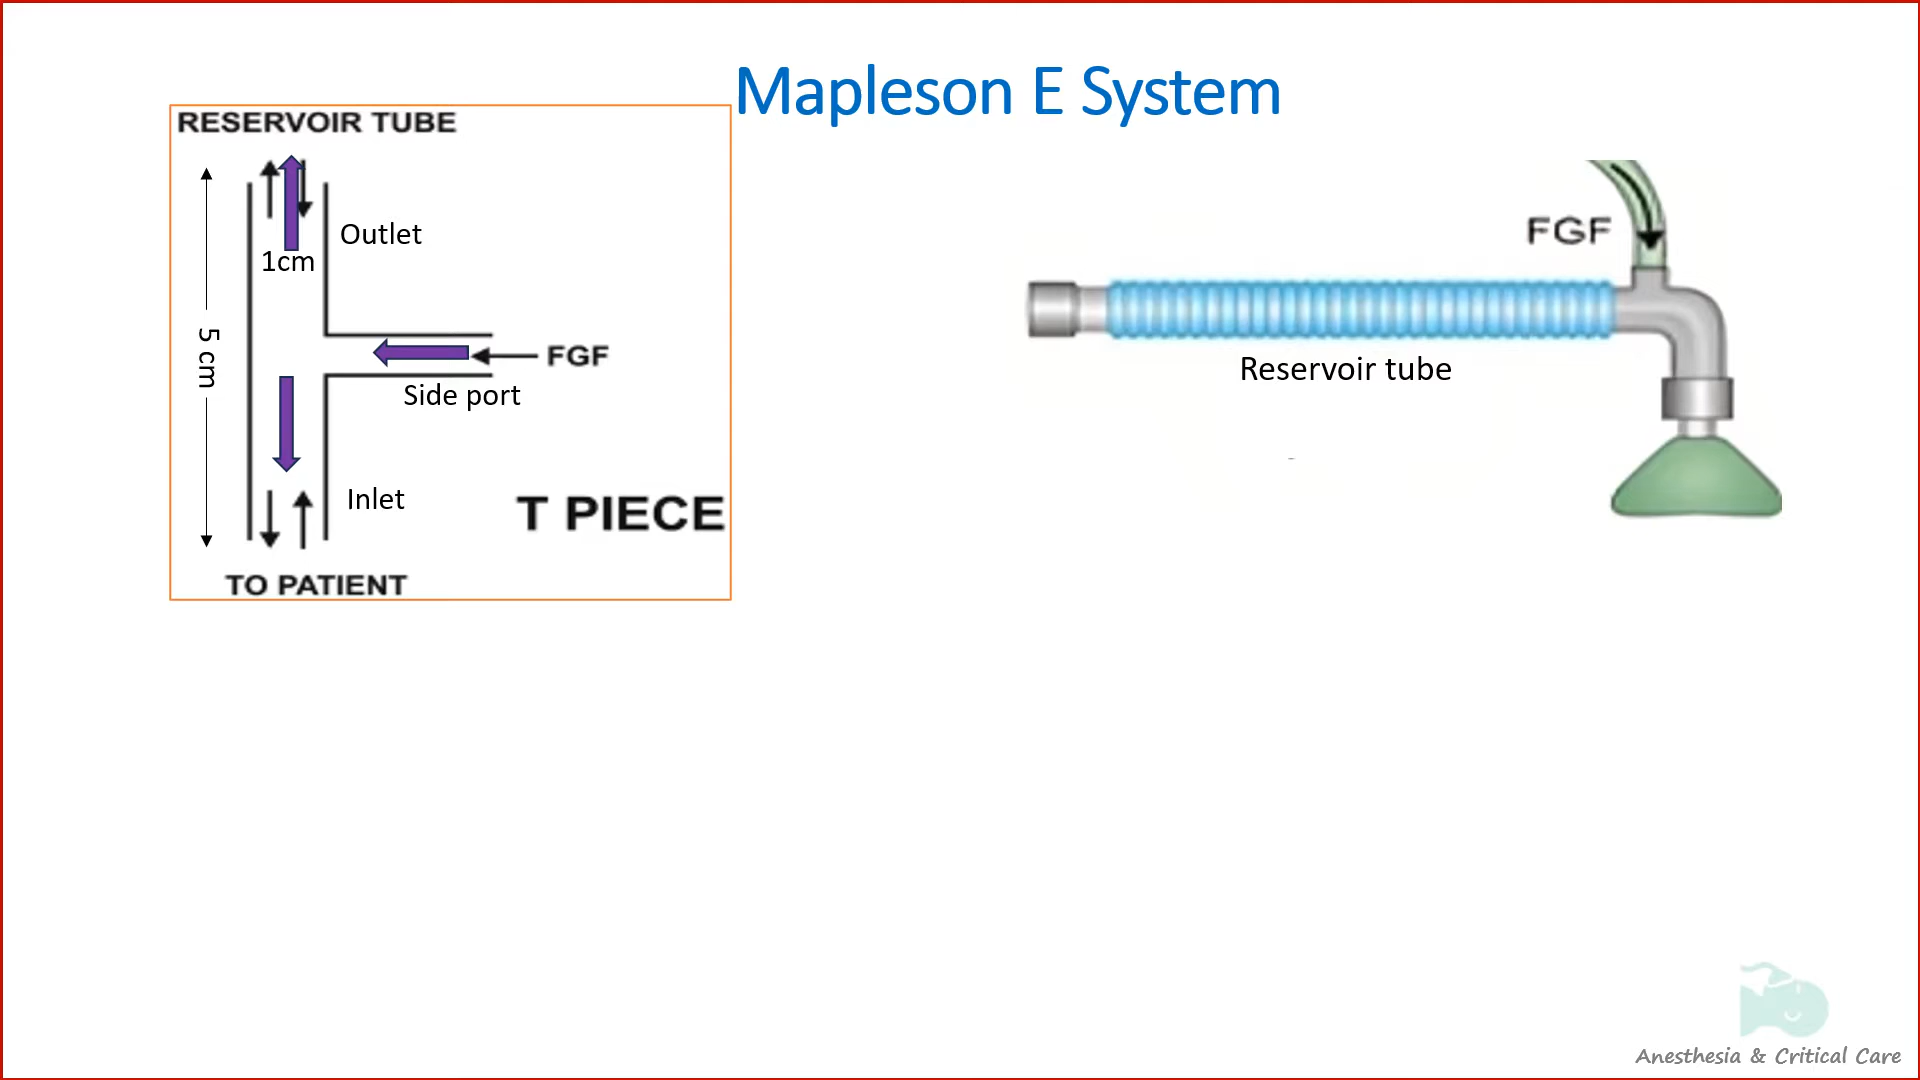 Mapleson E System
RESERVOIR TUBE
Outlet
1cm
5 cm
FGF
Side port
Inlet
T PIECE
TO PATIENT
FGF
Reservoir tube
Anesthesia & Critical Care